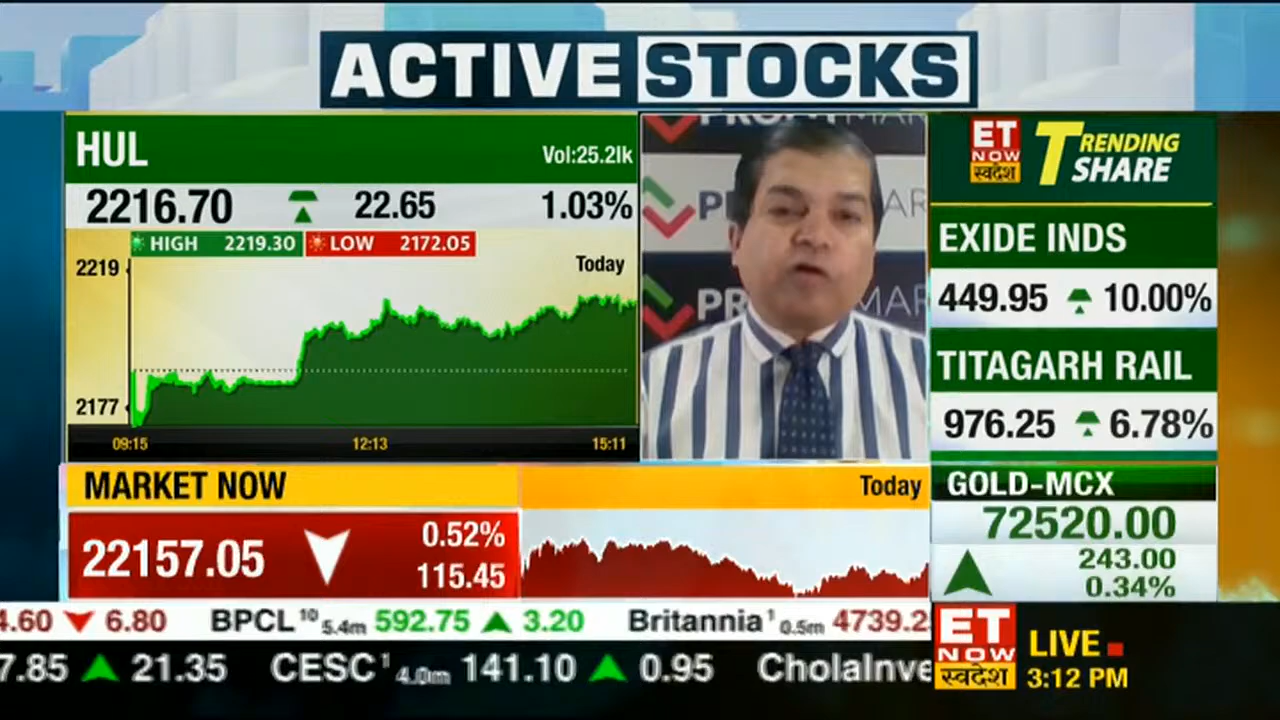 ACTIVE STOCKS
HUL
Vol:25.2lk
2216.70 22.65 1.03%
HIGH 2219.30 LOW 2172.05
2219
Today
2177
09:15 12:13 15:11
MARKET NOW
Today
22157.05
0.52%
115.45
PR
MAR
ET
NOW
स्वदेश
TRENDING
SHARE
EXIDE INDS
449.95 10.00%
TITAGARH RAIL
976.25 6.78%
GOLD-MCX
72520.00
243.00
0.34%
4.60 6.80 BPCL 10 5.4m 592.75 3.20 Britannia 1 0.5m 4739.2
7.85 21.35 CESC 1 4.0m 141.10 0.95 CholaInve
ET
NOW
स्वदेश
LIVE
3:12 PM